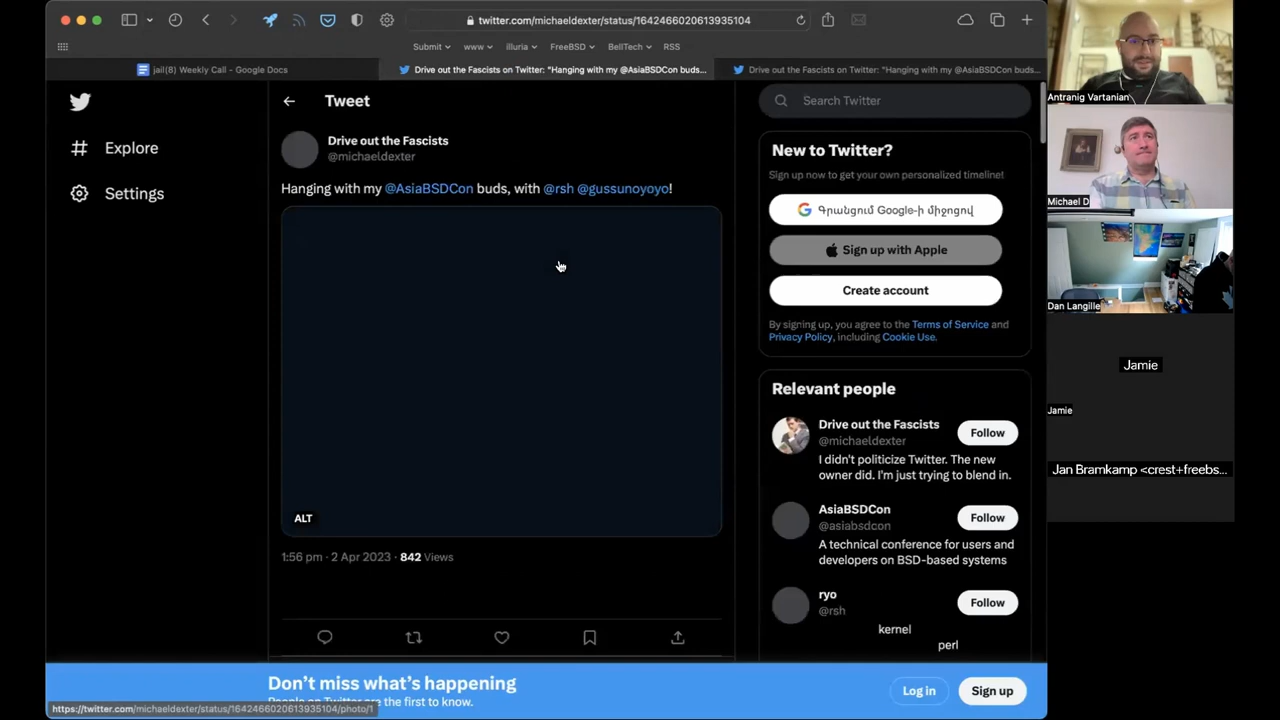 twitter.com/michaeldexter/status/1642466020613935104
Submit
www
illuria
FreeBSD
BellTech
RSS
jail(8) Weekly Call - Google Docs
Drive out the Fascists on Twitter: "Hanging with my @AsiaBSDCon buds...
Drive out the Fascists on Twitter: "Hanging with my @AsiaBSDCon buds...
Explore
Settings
Tweet
Drive out the Fascists
@michaeldexter
Hanging with my @AsiaBSDCon buds, with @rsh @gussunoyoyo!
ALT
1:56 pm · 2 Apr 2023 · 842 Views
Search Twitter
New to Twitter?
Sign up now to get your own personalized timeline!
Գրանցում Google-ի միջոցով
Sign up with Apple
Create account
By signing up, you agree to the Terms of Service and
Privacy Policy, including Cookie Use.
Relevant people
Drive out the Fascists
@michaeldexter
Follow
I didn't politicize Twitter. The new
owner did. I'm just trying to blend in.
AsiaBSDCon
@asiabsdcon
Follow
A technical conference for users and
developers on BSD-based systems
ryo
@rsh
Follow
kernel
perl
Don't miss what's happening
People on Twitter are the first to know.
Log in
Sign up
https://twitter.com/michaeldexter/status/1642466020613935104/photo/1
Antranig Vartanian
Michael D
Dan Langille
Jamie
Jamie
Jan Bramkamp <crest+freebs...